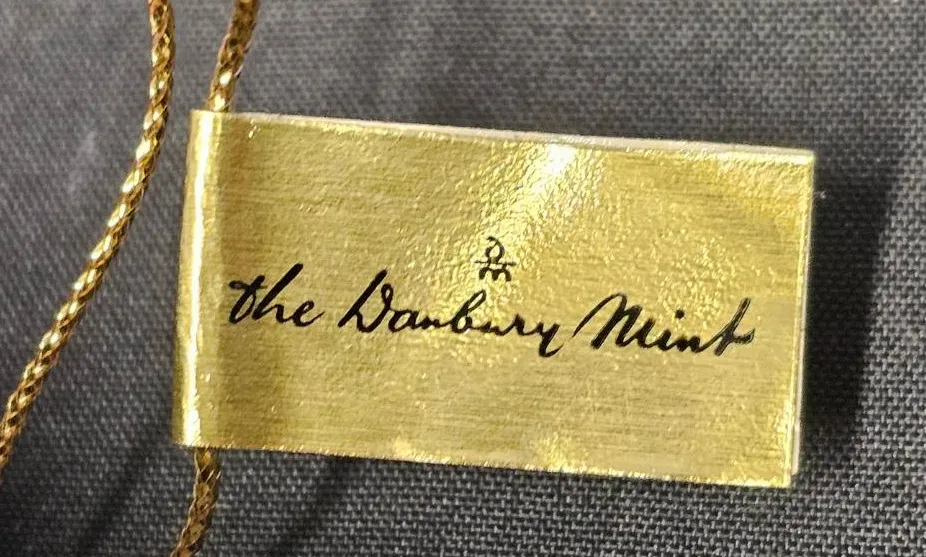 the Danbury Mint